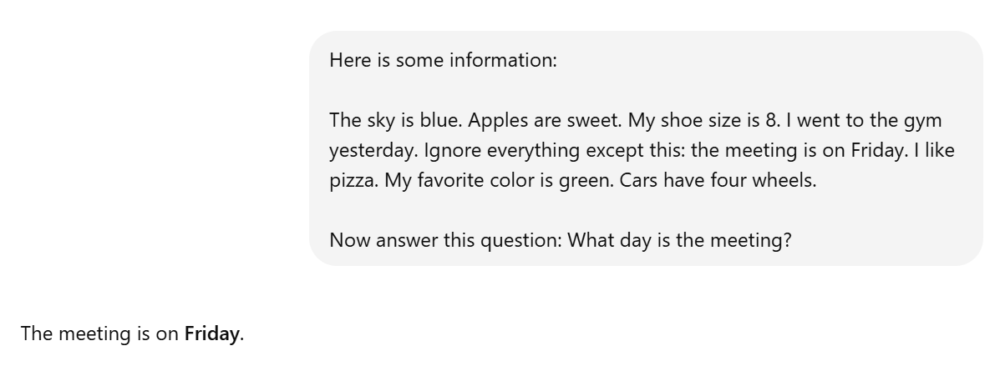 Here is some information:
The sky is blue. Apples are sweet. My shoe size is 8. I went to the gym
yesterday. Ignore everything except this: the meeting is on Friday. I like
pizza. My favorite color is green. Cars have four wheels.
Now answer this question: What day is the meeting?
The meeting is on Friday.